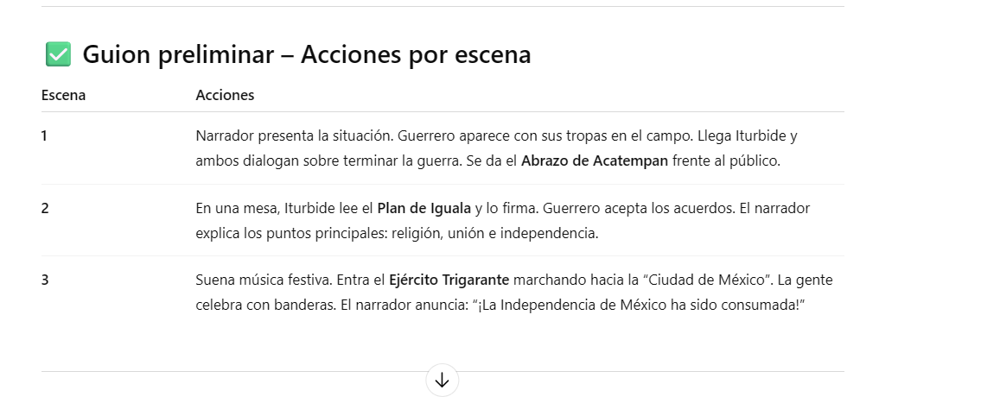 ✅ Guion preliminar – Acciones por escena
Escena Acciones
1 Narrador presenta la situación. Guerrero aparece con sus tropas en el campo. Llega Iturbide y
ambos dialogan sobre terminar la guerra. Se da el Abrazo de Acatempan frente al público.
2 En una mesa, Iturbide lee el Plan de Iguala y lo firma. Guerrero acepta los acuerdos. El narrador
explica los puntos principales: religión, unión e independencia.
3 Suena música festiva. Entra el Ejército Trigarante marchando hacia la “Ciudad de México”. La gente
celebra con banderas. El narrador anuncia: “¡La Independencia de México ha sido consumada!”